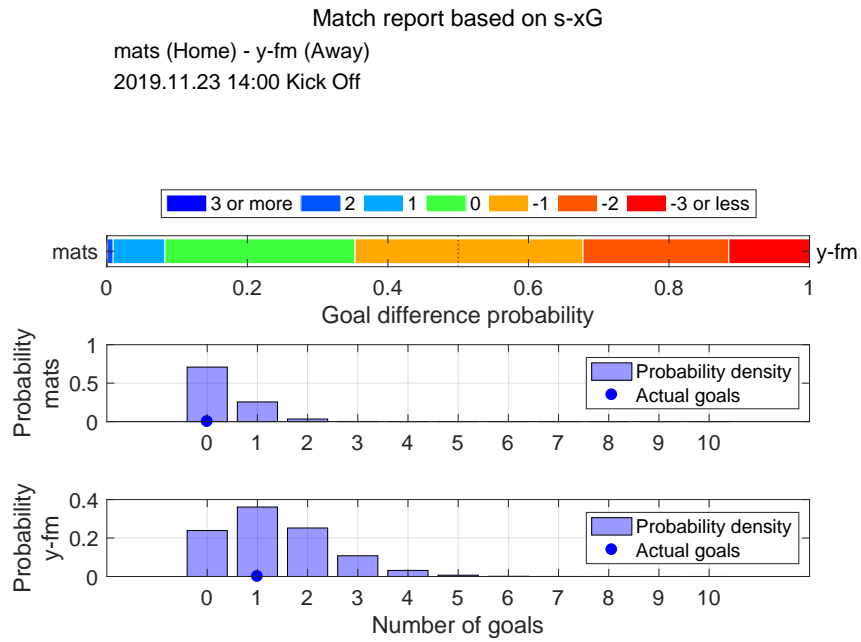 Match report based on s-xG
mats (Home) - y-fm (Away)
2019.11.23 14:00 Kick Off
3 or more 2 1 0 -1 -2 -3 or less
mats y-fm
0 0.2 0.4 0.6 0.8 1
Goal difference probability
Probability
mats
1
0.5
0
Probability density
Actual goals
0 1 2 3 4 5 6 7 8 9 10
Probability
y-fm
0.4
0.2
0
Probability density
Actual goals
0 1 2 3 4 5 6 7 8 9 10
Number of goals